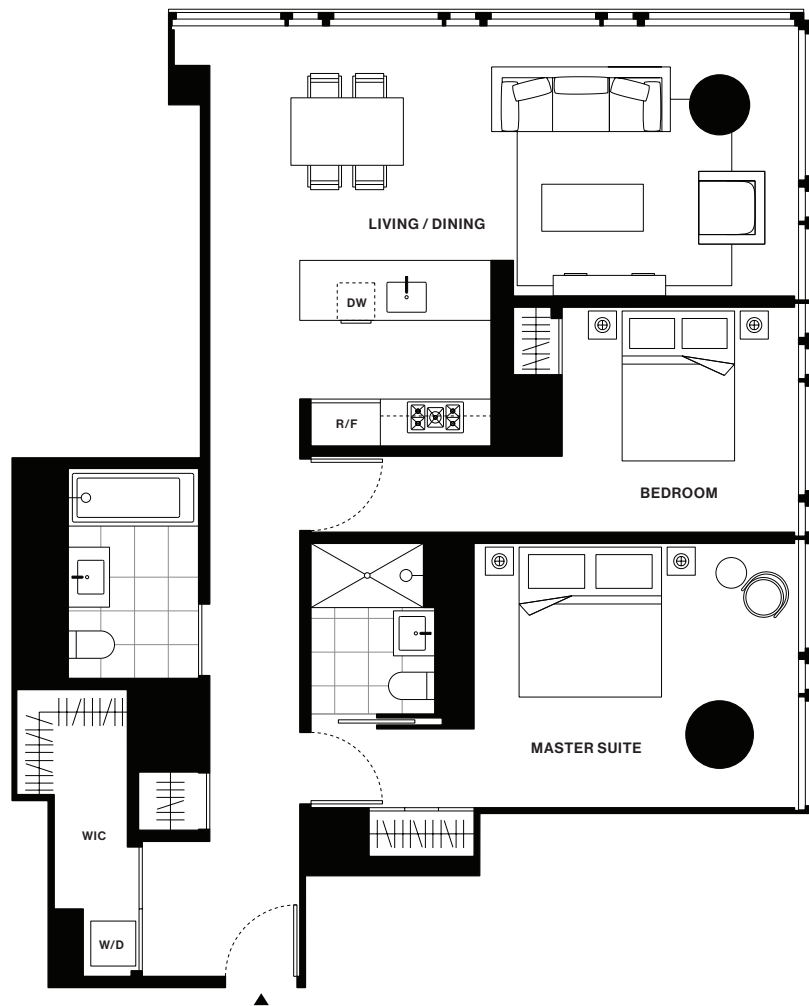 LIVING / DINING
DW
R/F
BEDROOM
MASTER SUITE
WIC
W/D